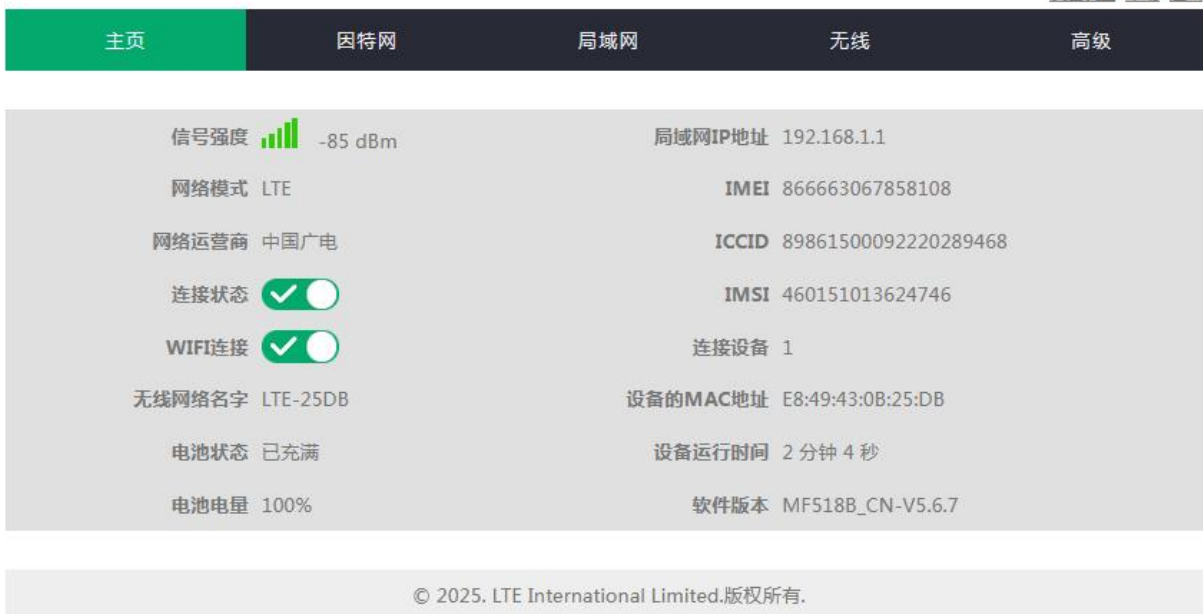 主页 因特网 局域网 无线 高级
信号强度 -85 dBm 局域网IP地址 192.168.1.1
网络模式 LTE IMEI 866663067858108
网络运营商 中国广电 ICCID 89861500092220289468
连接状态 IMSI 460151013624746
WIFI连接 连接设备 1
无线网络名字 LTE-25DB 设备的MAC地址 E8:49:43:0B:25:DB
电池状态 已充满 设备运行时间 2 分钟 4 秒
电池电量 100% 软件版本 MF518B_CN-V5.6.7
© 2025. LTE International Limited.版权所有.